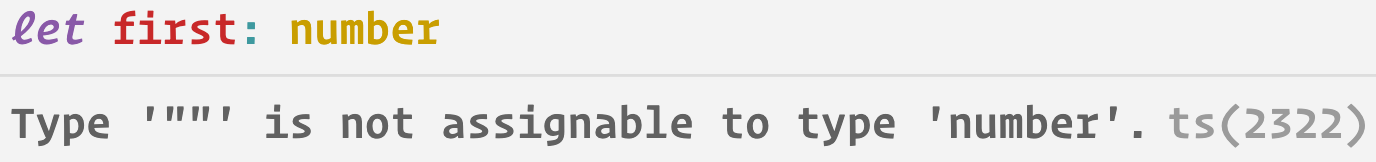 let first: number
Type '""' is not assignable to type 'number'. ts(2322)